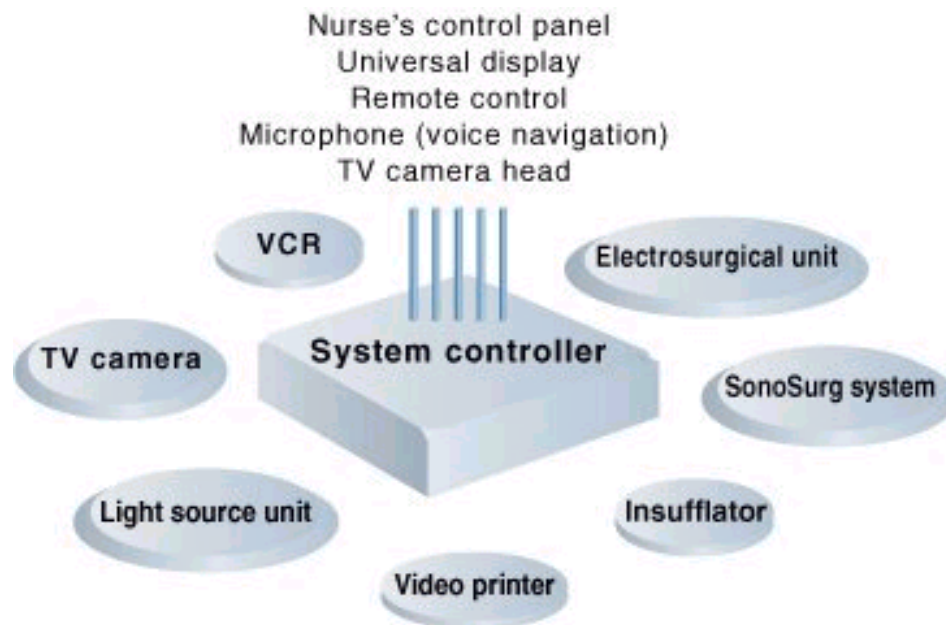 Nurse's control panel
Universal display
Remote control
Microphone (voice navigation)
TV camera head
VCR
Electrosurgical unit
System controller
TV camera
SonoSurg system
Light source unit
Insufflator
Video printer